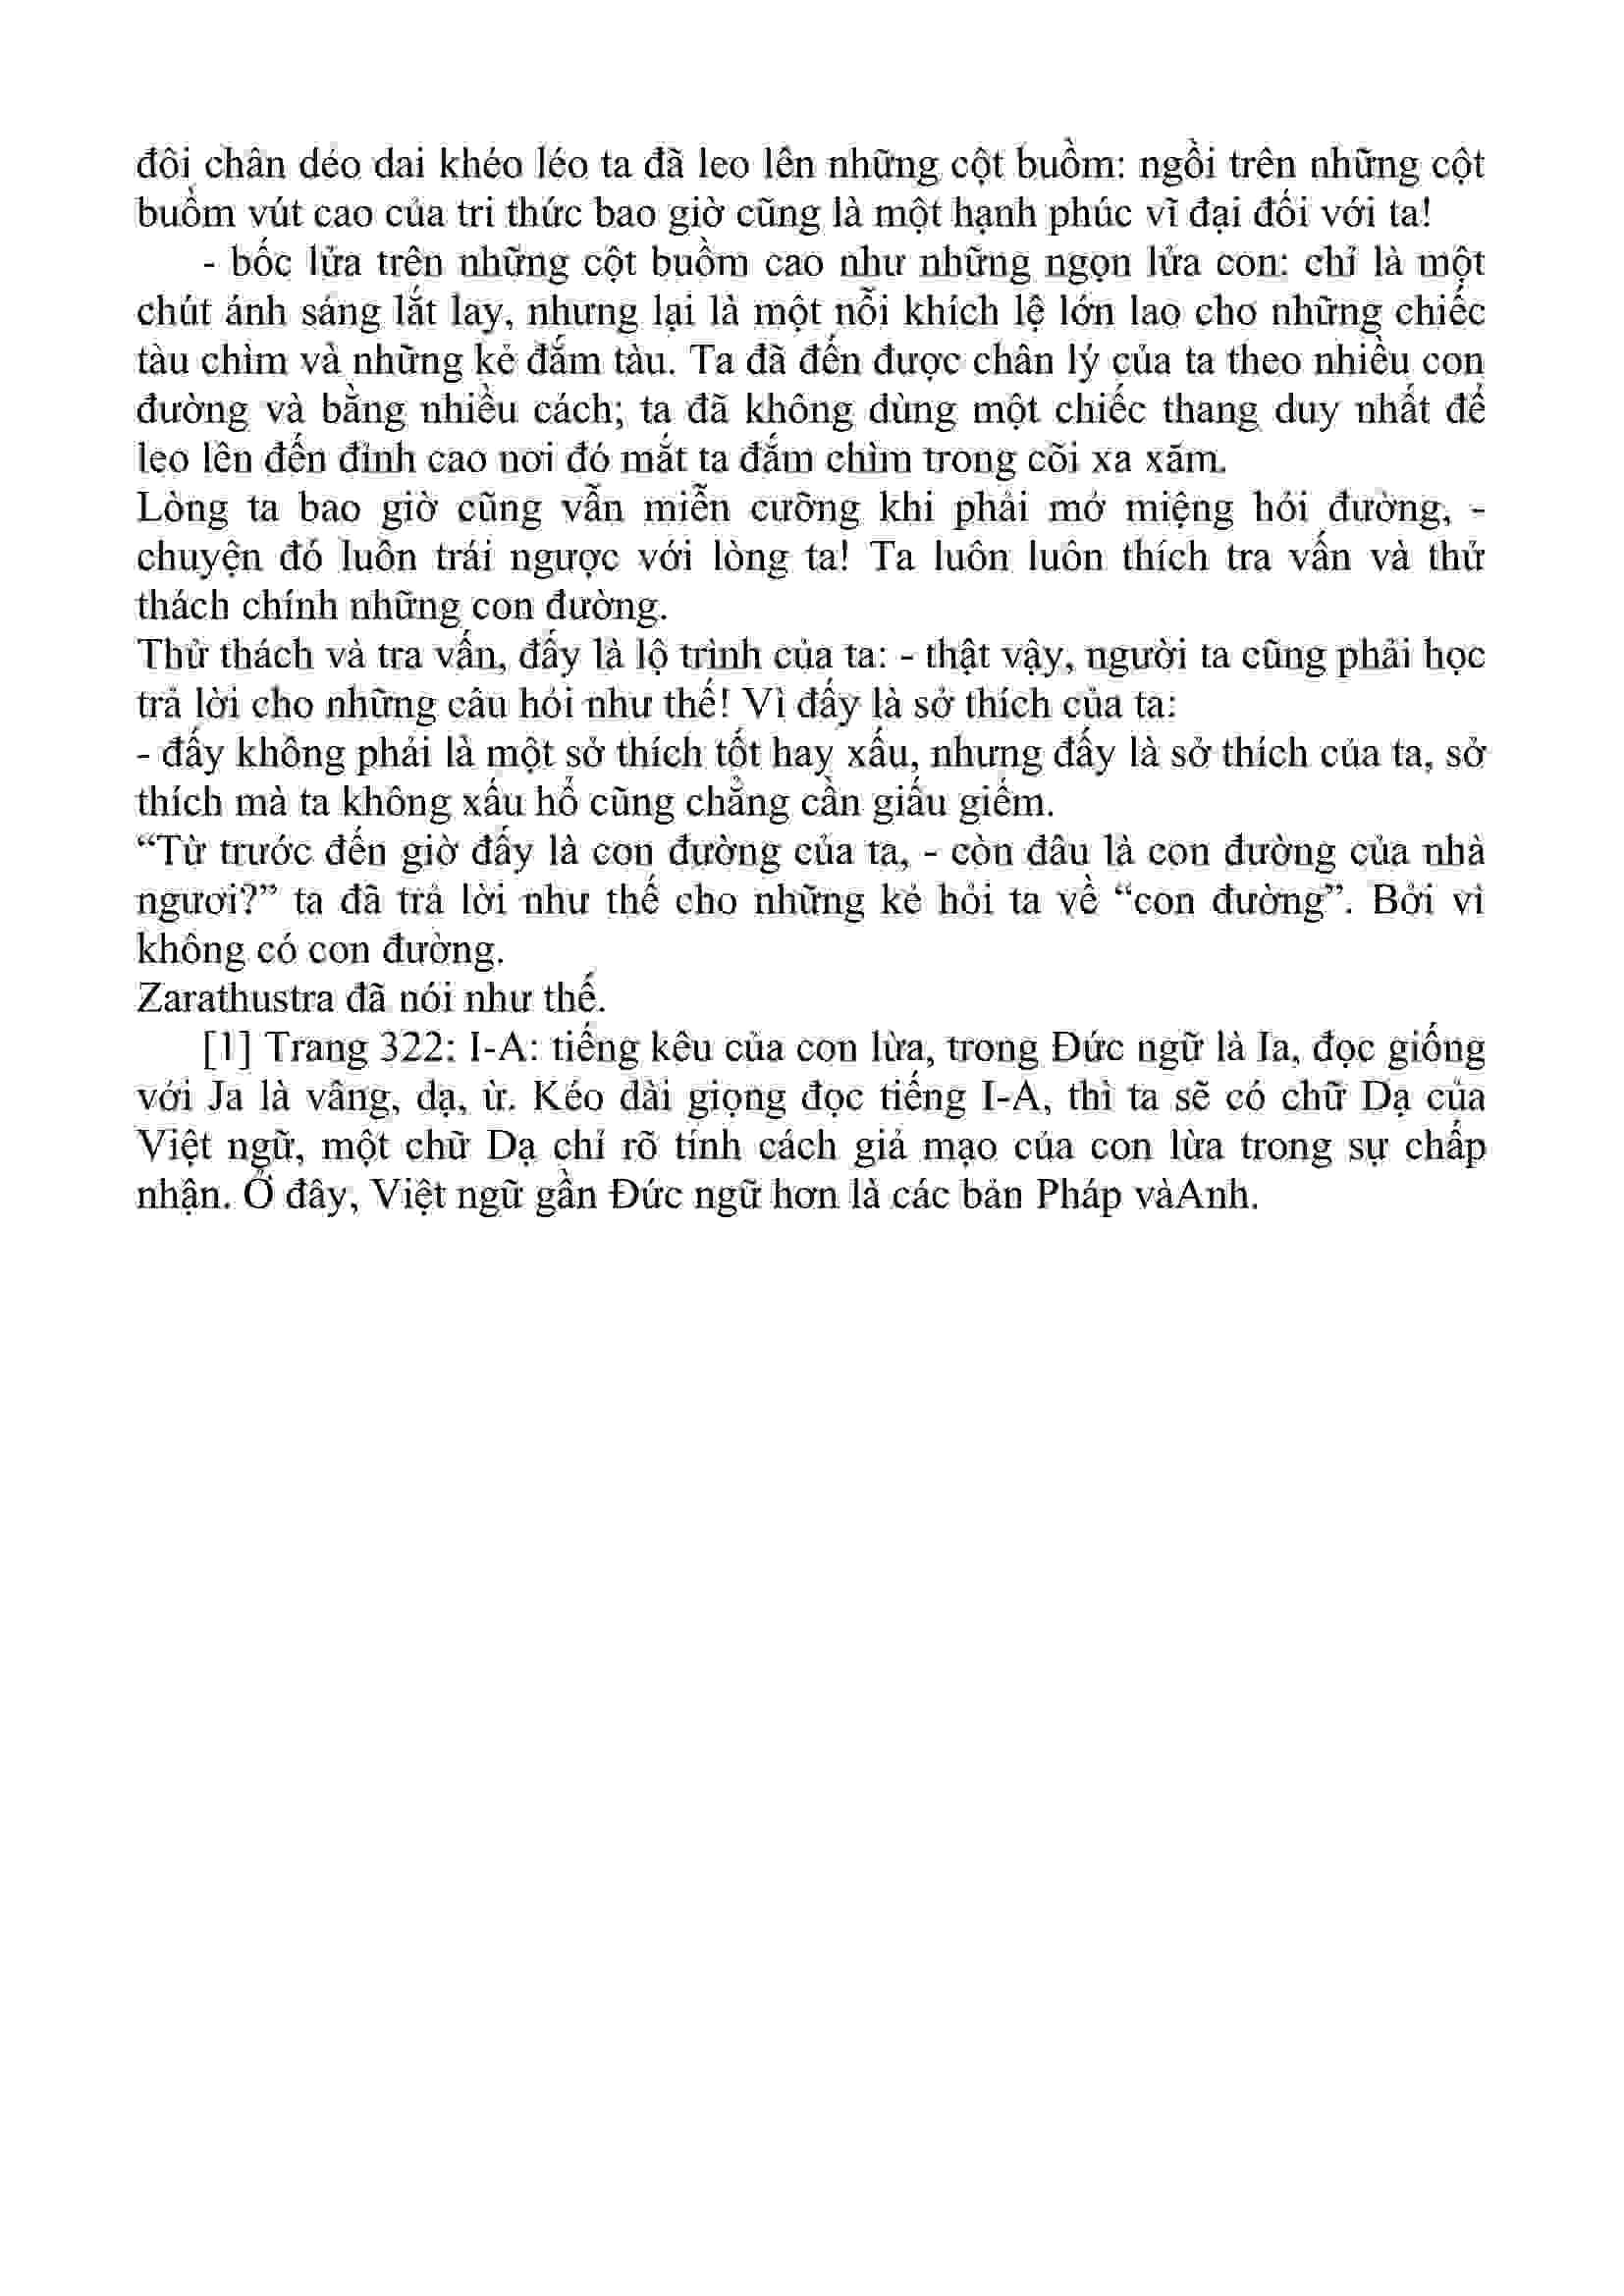 đôi chân dẻo dai khéo léo ta đã leo lên những cột buồm: ngồi trên những cột
buồm vút cao của tri thức bao giờ cũng là một hạnh phúc vĩ đại đối với ta!
- bốc lửa trên những cột buồm cao như những ngọn lửa con: chỉ là một
chút ánh sáng lắt lay, nhưng lại là một nỗi khích lệ lớn lao cho những chiếc
tàu chìm và những kẻ đắm tàu. Ta đã đến được chân lý của ta theo nhiều con
đường và bằng nhiều cách; ta đã không dùng một chiếc thang duy nhất để
leo lên đến đỉnh cao nơi đó mắt ta đắm chìm trong cõi xa xăm.
Lòng ta bao giờ cũng vẫn miễn cưỡng khi phải mở miệng hỏi đường, -
chuyện đó luôn trái ngược với lòng ta! Ta luôn luôn thích tra vấn và thử
thách chính những con đường.
Thử thách và tra vấn, đấy là lộ trình của ta: - thật vậy, người ta cũng phải học
trả lời cho những câu hỏi như thế! Vì đấy là sở thích của ta:
- đấy không phải là một sở thích tốt hay xấu, nhưng đấy là sở thích của ta, sở
thích mà ta không xấu hổ cũng chẳng cần giấu giếm.
“Từ trước đến giờ đấy là con đường của ta, - còn đâu là con đường của nhà
ngươi?” ta đã trả lời như thế cho những kẻ hỏi ta về “con đường”. Bởi vì
không có con đường.
Zarathustra đã nói như thế.
[1] Trang 322: I-A: tiếng kêu của con lừa, trong Đức ngữ là Ia, đọc giống
với Ja là vâng, dạ, ừ. Kéo dài giọng đọc tiếng I-A, thì ta sẽ có chữ Dạ của
Việt ngữ, một chữ Dạ chỉ rõ tính cách giả mạo của con lừa trong sự chấp
nhận. Ở đây, Việt ngữ gần Đức ngữ hơn là các bản Pháp vàAnh.